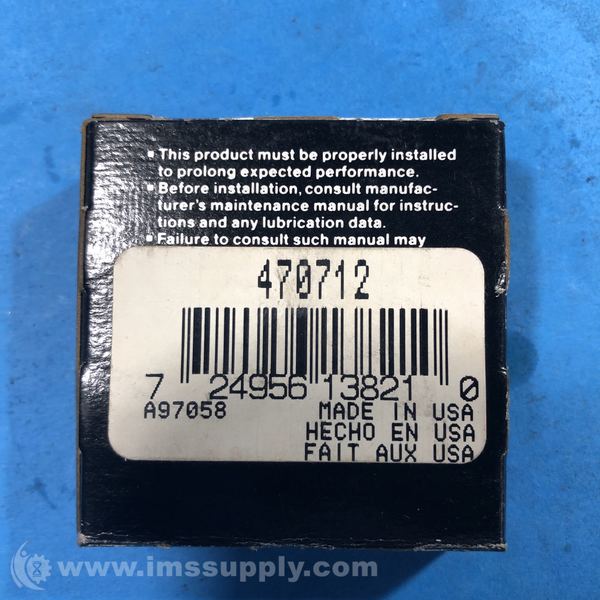 ▪ This product must be properly installed
to prolong expected performance.
▪ Before installation, consult manufac-
turer's maintenance manual for instruc-
tions and any lubrication data.
▪ Failure to consult such manual may
470712
7 24956 13821 0
A97058 MADE IN USA
HECHO EN USA
FAIT AUX USA
www.imssupply.com